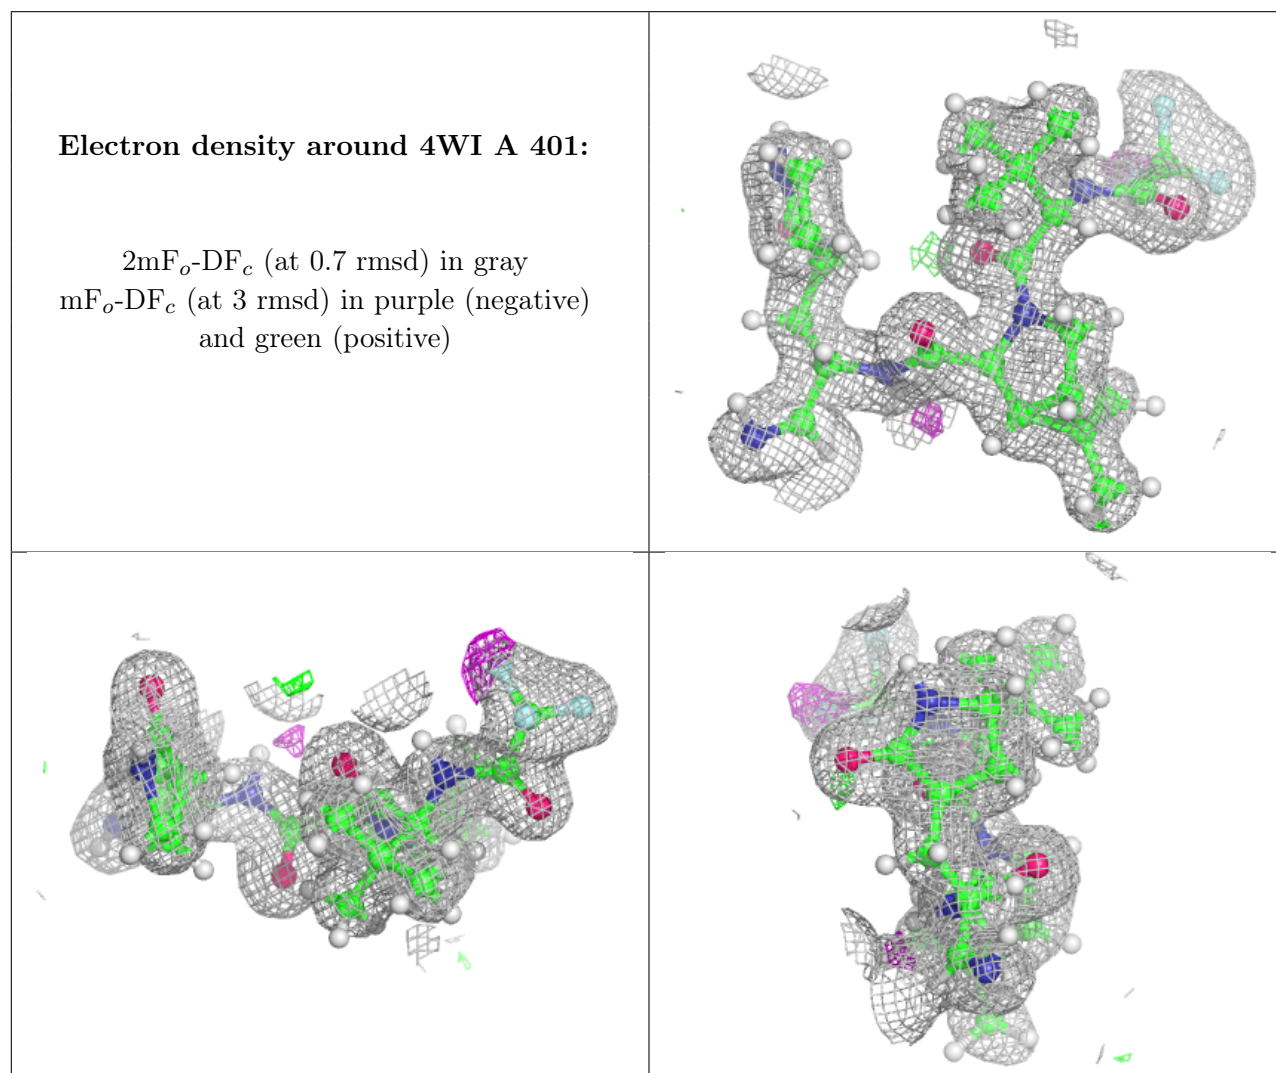 Electron density around 4WI A 401:
2mFo-DFc (at 0.7 rmsd) in gray
mFo-DFc (at 3 rmsd) in purple (negative)
and green (positive)